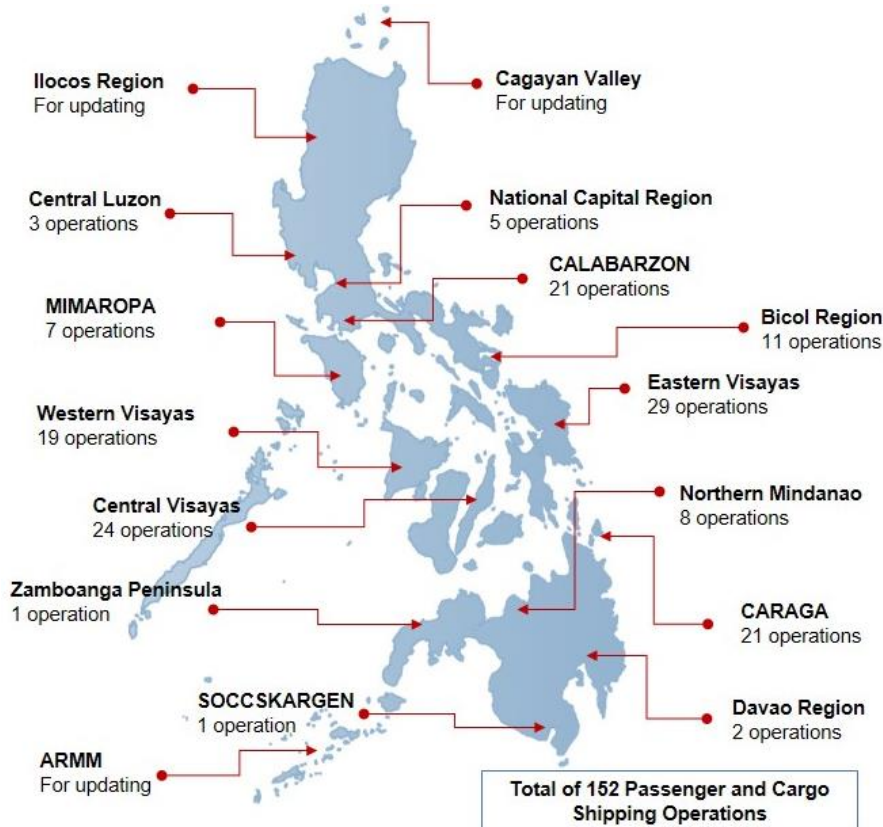 Ilocos Region
For updating
Cagayan Valley
For updating
Central Luzon
3 operations
National Capital Region
5 operations
CALABARZON
21 operations
MIMAROPA
7 operations
Bicol Region
11 operations
Eastern Visayas
29 operations
Western Visayas
19 operations
Central Visayas
24 operations
Northern Mindanao
8 operations
Zamboanga Peninsula
1 operation
CARAGA
21 operations
SOCCSKARGEN
1 operation
Davao Region
2 operations
ARMM
For updating
Total of 152 Passenger and Cargo
Shipping Operations